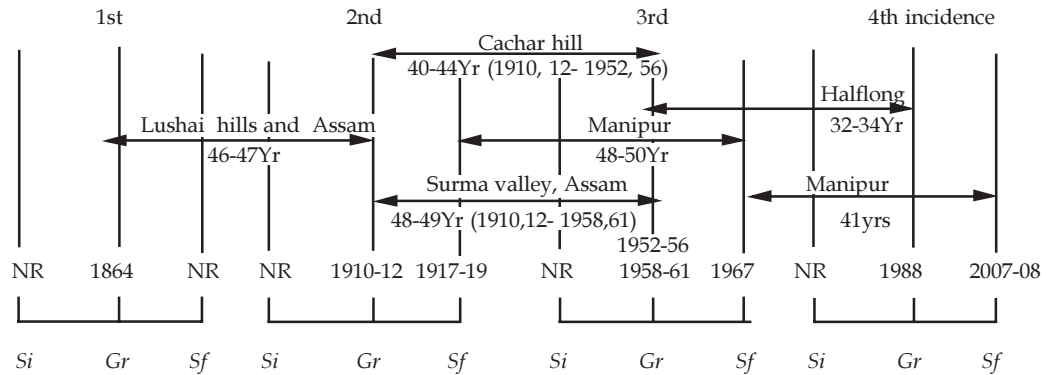 1st 2nd 3rd 4th incidence
Cachar hill
40-44Yr (1910, 12- 1952, 56)
Halflong
32-34Yr
Lushai hills and Assam
46-47Yr
Manipur
48-50Yr
Surma valley, Assam
48-49Yr (1910,12- 1958,61)
Manipur
41yrs
1952-56
NR 1864 NR NR 1910-12 1917-19 NR 1958-61 1967 NR 1988 2007-08
Si Gr Sf Si Gr Sf Si Gr Sf Si Gr Sf